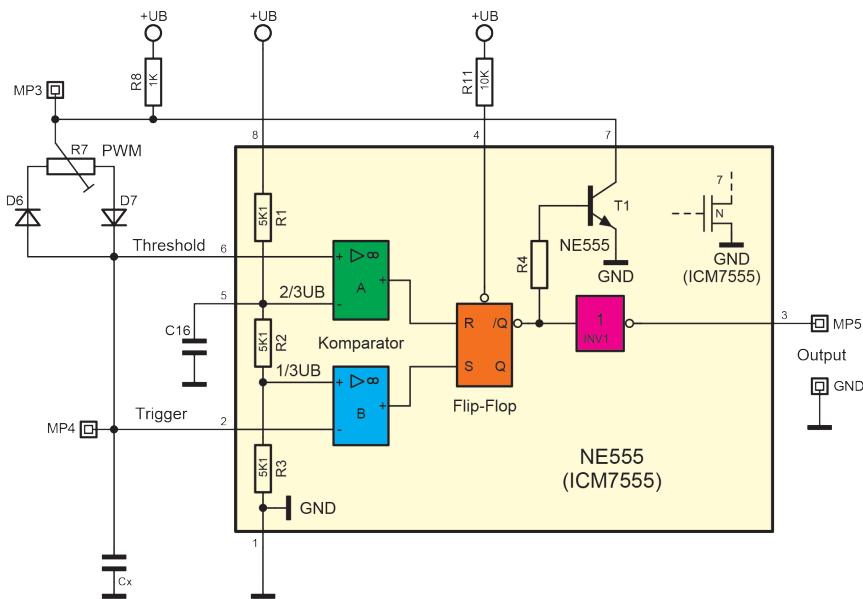 +UB
+UB
+UB
R8
1K
R11
10K
MP3
8
4
7
R7
PWM
D6
D7
5K1
R1
T1
7
N
NE555
R4
GND
GND
(ICM7555)
Threshold
6
+
∞
A
+
-
5
2/3UB
C16
5K1
R2
Komparator
R
/Q
S
Q
Flip-Flop
1
INV1
3
MP5
Output
GND
1/3UB
+
∞
B
+
-
Trigger
2
MP4
5K1
R3
NE555
(ICM7555)
GND
1
Cx